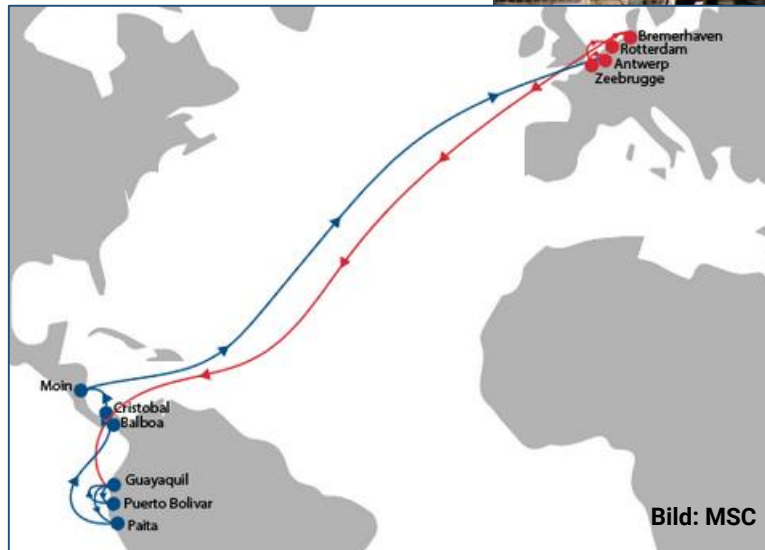 Bremerhaven
Rotterdam
Antwerp
Zeebrugge
Moin
Cristobal
Balboa
Guayaquil
Puerto Bolivar
Paita
Bild: MSC